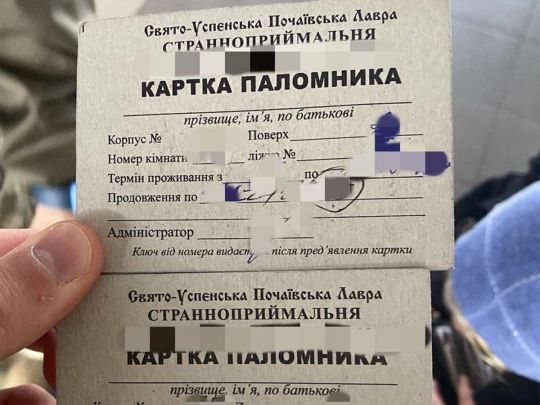 Свято-Успенська Почаївська Лавра
СТРАННОПРИЙМАЛЬНЯ
КАРТКА ПАЛОМНИКА
прізвище, ім'я, по батькові
Корпус № Поверх
Номер кімнати ліжко №
Термін проживання з по
Продовження по
Адміністратор
Ключ від номера видаєт після пред'явлення картки
Свято-Успенська Почаївська Лавра
СТРАННОПРИЙМАЛЬНЯ
КАРТКА ПАЛОМНИКА
прізвище, ім'я, по батькові